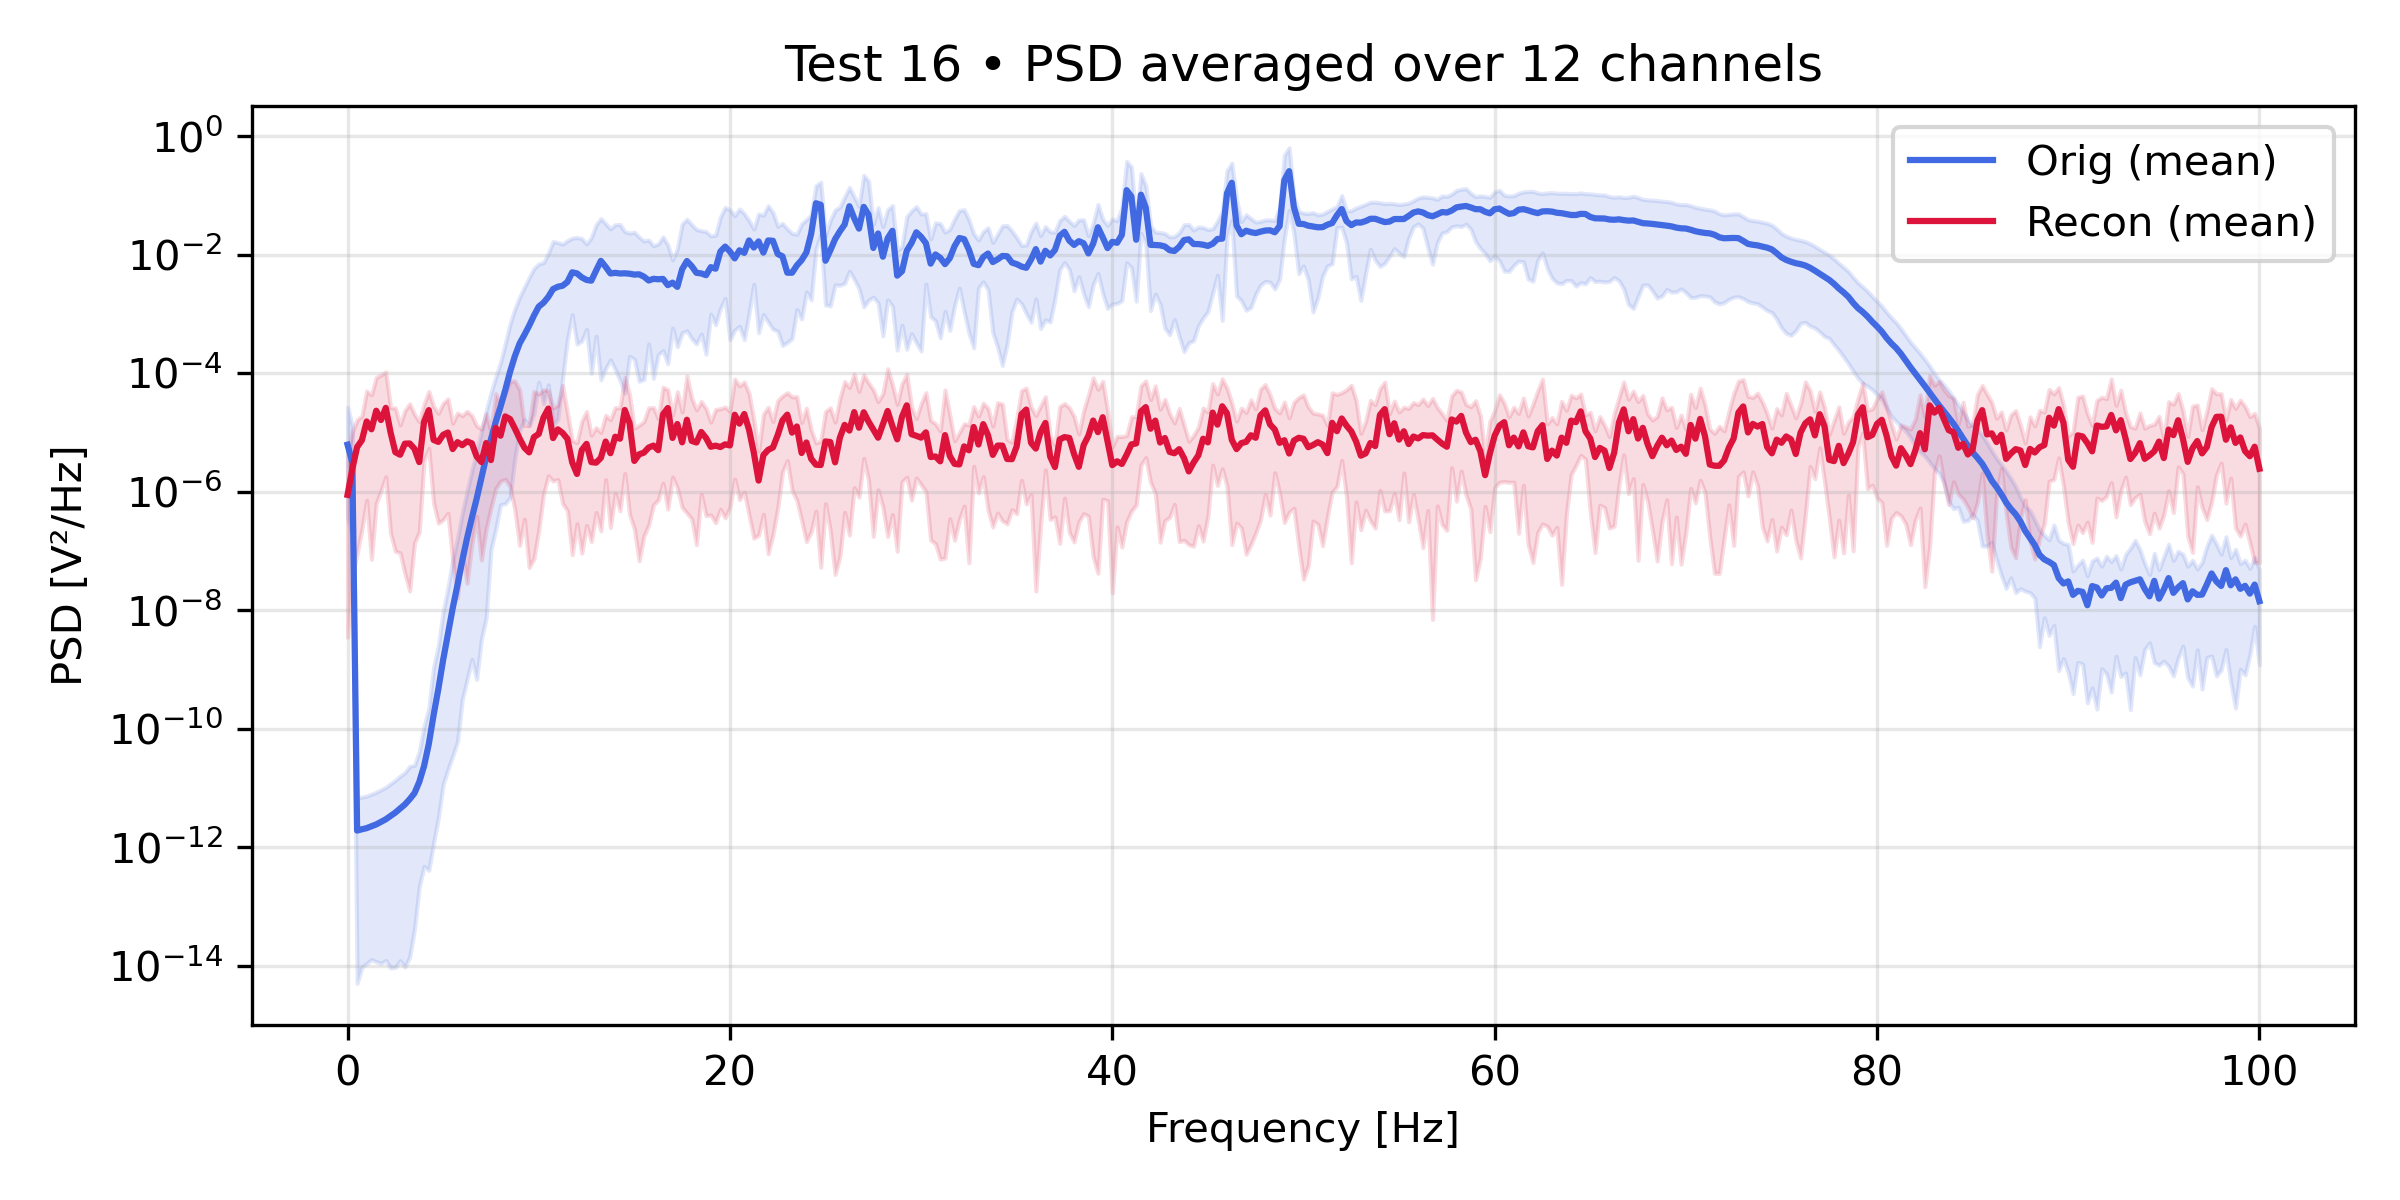 Test 16 • PSD averaged over 12 channels
10⁰
10⁻²
10⁻⁴
10⁻⁶
10⁻⁸
10⁻¹⁰
10⁻¹²
10⁻¹⁴
PSD [V²/Hz]
Orig (mean)
Recon (mean)
0 20 40 60 80 100
Frequency [Hz]